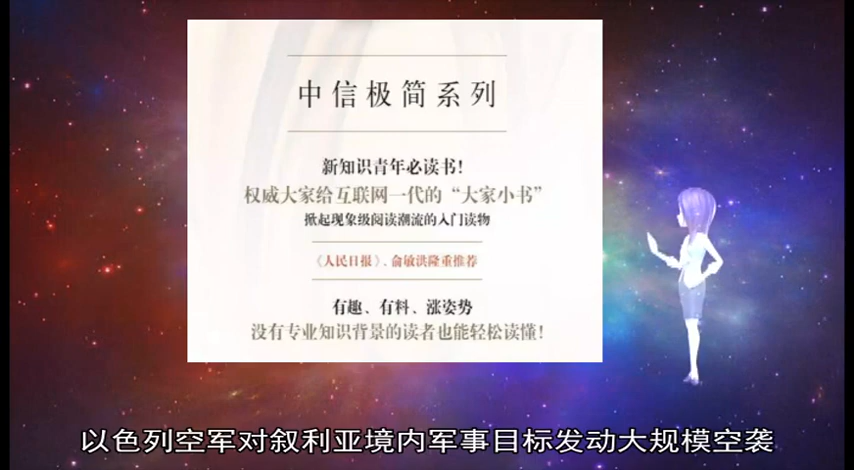 中信极简系列
新知识青年必读书！
权威大家给互联网一代的“大家小书”
掀起现象级阅读潮流的入门读物
《人民日报》、俞敏洪隆重推荐
有趣、有料、涨姿势
没有专业知识背景的读者也能轻松读懂！
以色列空军对叙利亚境内军事目标发动大规模空袭